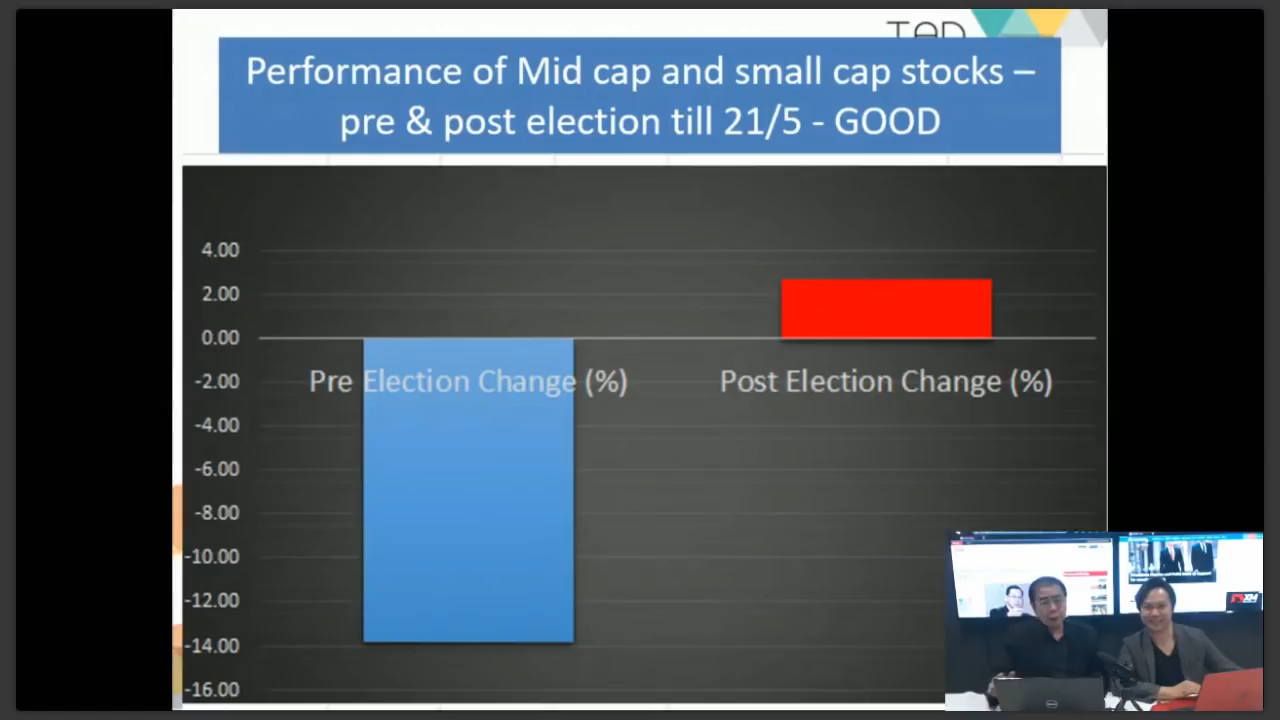 Performance of Mid cap and small cap stocks –
pre & post election till 21/5 - GOOD
4.00
2.00
0.00
Pre Election Change (%)
Post Election Change (%)
-2.00
-4.00
-6.00
-8.00
-10.00
-12.00
-14.00
-16.00